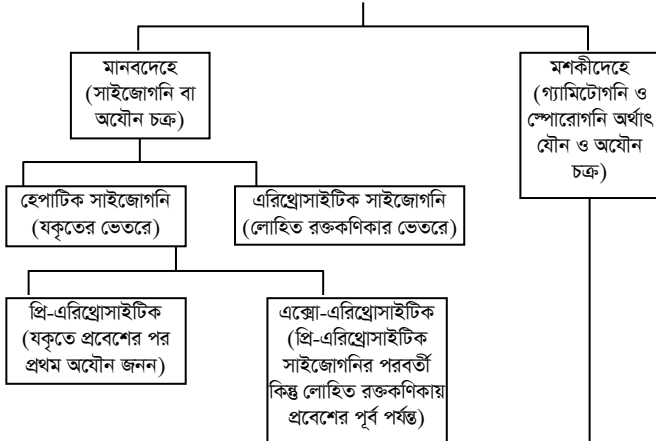 মানবদেহে
(সাইজোগনি বা
অযৌন চক্র)
মশকীদেহে
(গ্যামিটোগনি ও
স্পোরোগনি অর্থাৎ
যৌন ও অযৌন
চক্র)
হেপাটিক সাইজোগনি
(যকৃতের ভেতরে)
এরিথ্রোসাইটিক সাইজোগনি
(লোহিত রক্তকণিকার ভেতরে)
প্রি-এরিথ্রোসাইটিক
(যকৃতে প্রবেশের পর
প্রথম অযৌন জনন)
এক্সো-এরিথ্রোসাইটিক
(প্রি-এরিথ্রোসাইটিক
সাইজোগনির পরবর্তী
কিন্তু লোহিত রক্তকণিকায়
প্রবেশের পূর্ব পর্যন্ত)